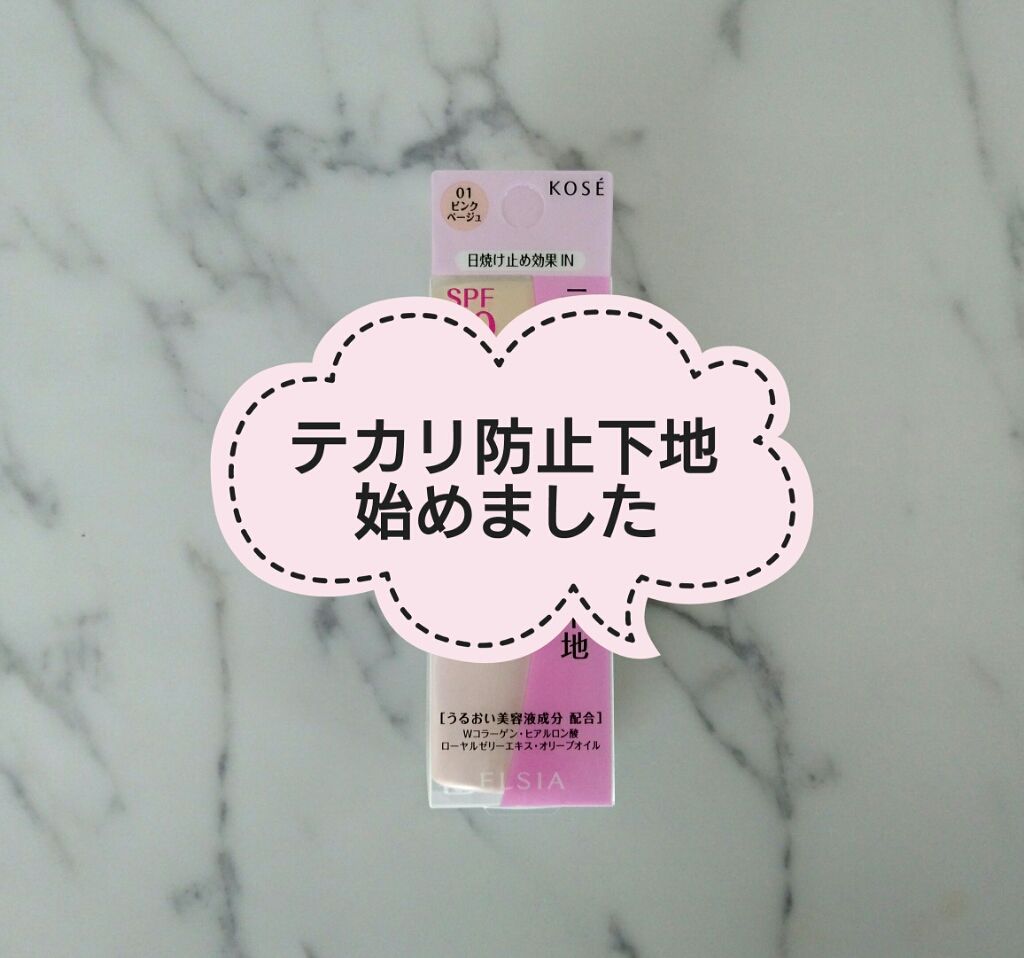 01
ピンク
ベージュ
KOSÉ
日焼け止め効果 IN
SPF
テカリ防止下地
始めました
地
[うるおい美容液成分 配合]
Wコラーゲン・ヒアルロン酸
ローヤルゼリーエキス・オリーブオイル
ELSIA